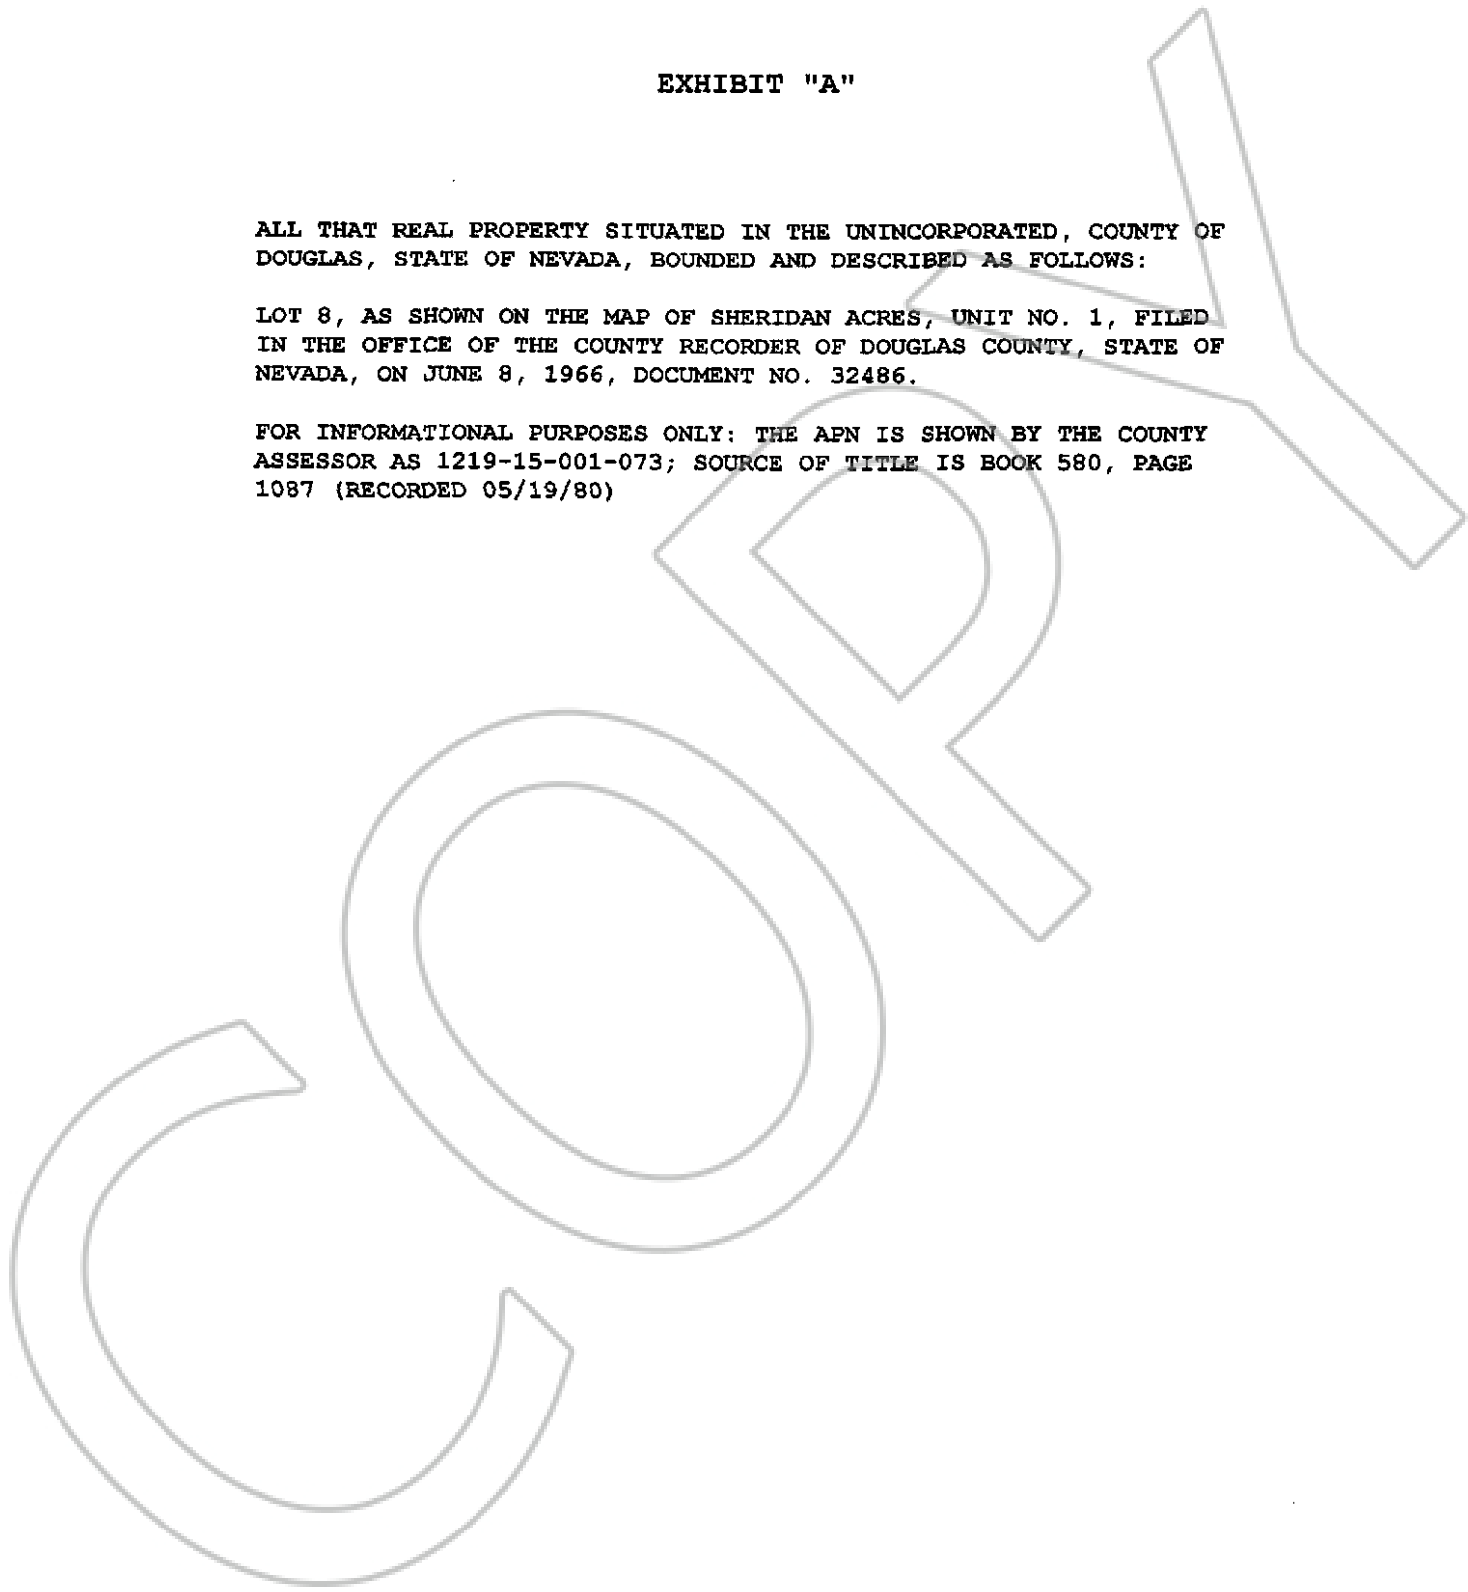 EXHIBIT "A"
ALL THAT REAL PROPERTY SITUATED IN THE UNINCORPORATED, COUNTY OF
DOUGLAS, STATE OF NEVADA, BOUNDED AND DESCRIBED AS FOLLOWS:
LOT 8, AS SHOWN ON THE MAP OF SHERIDAN ACRES, UNIT NO. 1, FILED
IN THE OFFICE OF THE COUNTY RECORDER OF DOUGLAS COUNTY, STATE OF
NEVADA, ON JUNE 8, 1966, DOCUMENT NO. 32486.
FOR INFORMATIONAL PURPOSES ONLY: THE APN IS SHOWN BY THE COUNTY
ASSESSOR AS 1219-15-001-073; SOURCE OF TITLE IS BOOK 580, PAGE
1087 (RECORDED 05/19/80)
COPY